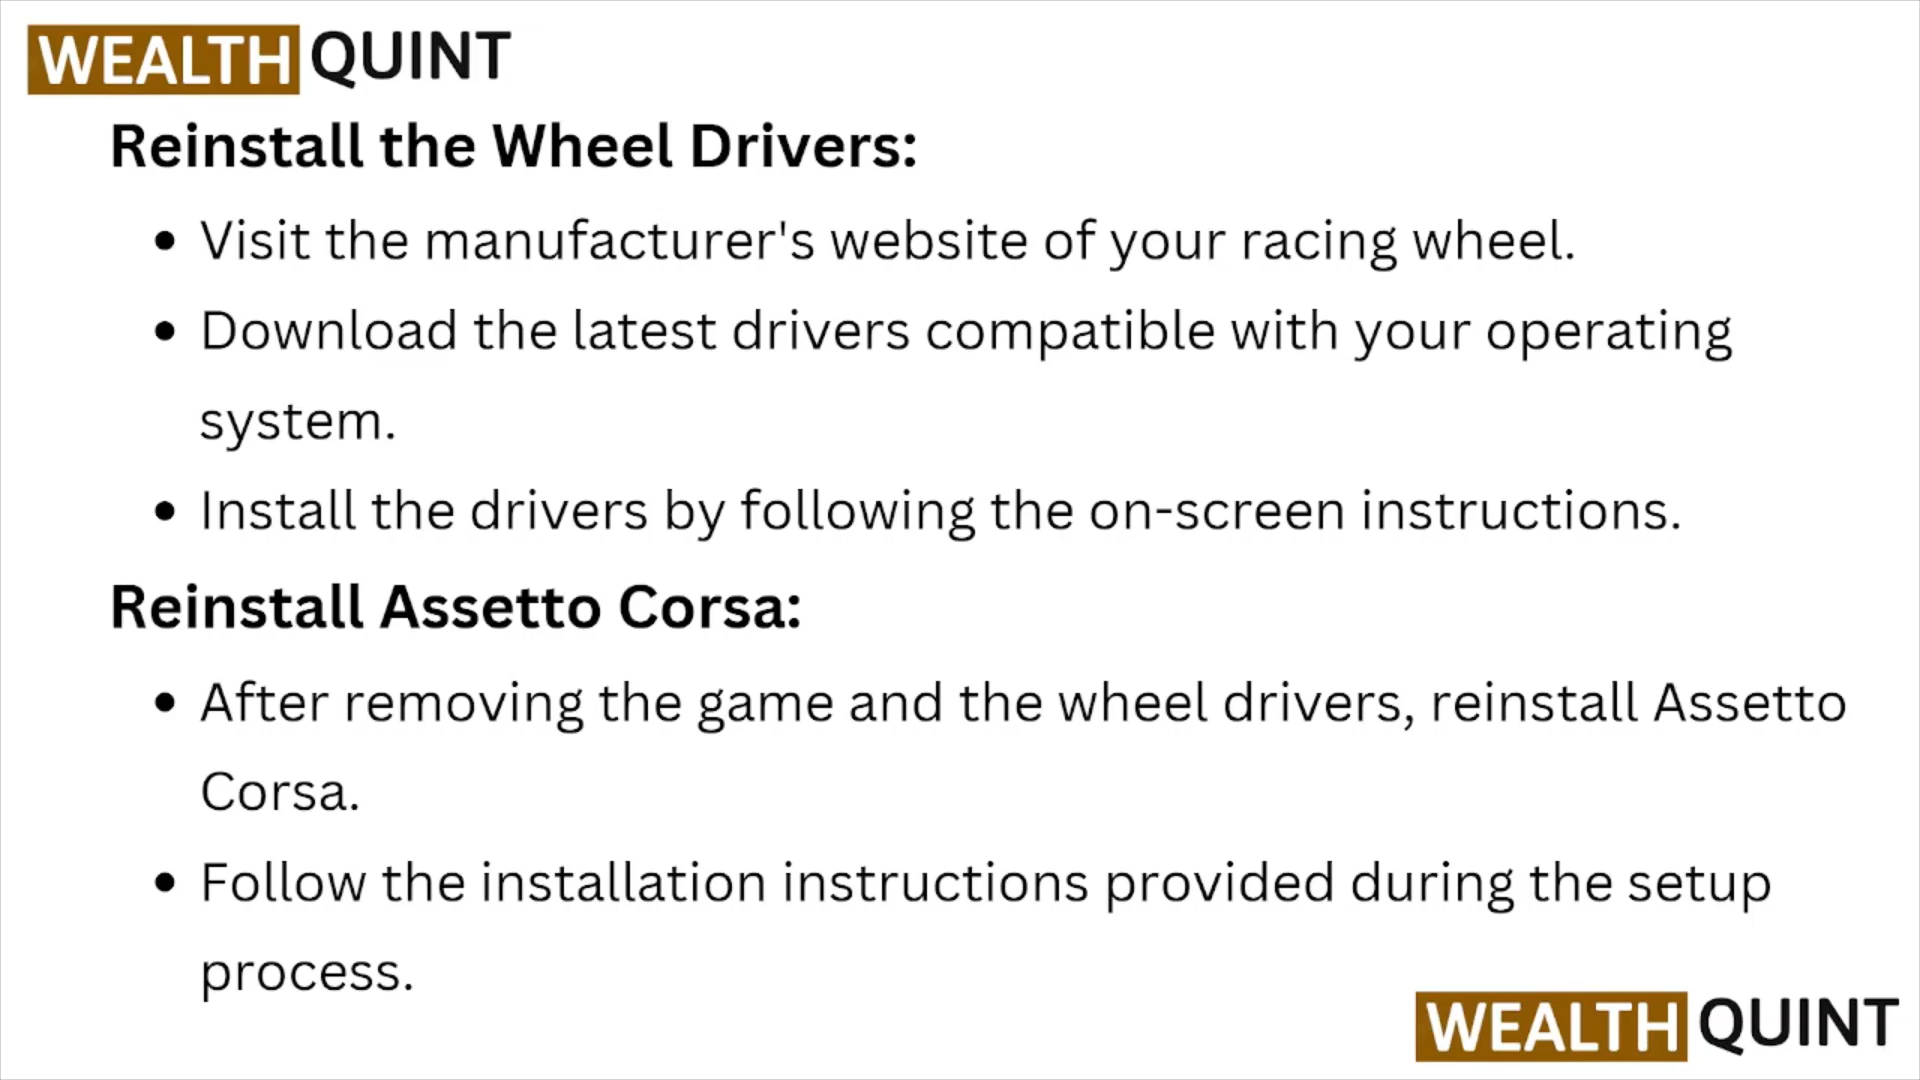 WEALTH QUINT
Reinstall the Wheel Drivers:
• Visit the manufacturer's website of your racing wheel.
• Download the latest drivers compatible with your operating
system.
• Install the drivers by following the on-screen instructions.
Reinstall Assetto Corsa:
• After removing the game and the wheel drivers, reinstall Assetto
Corsa.
• Follow the installation instructions provided during the setup
process.
WEALTH QUINT